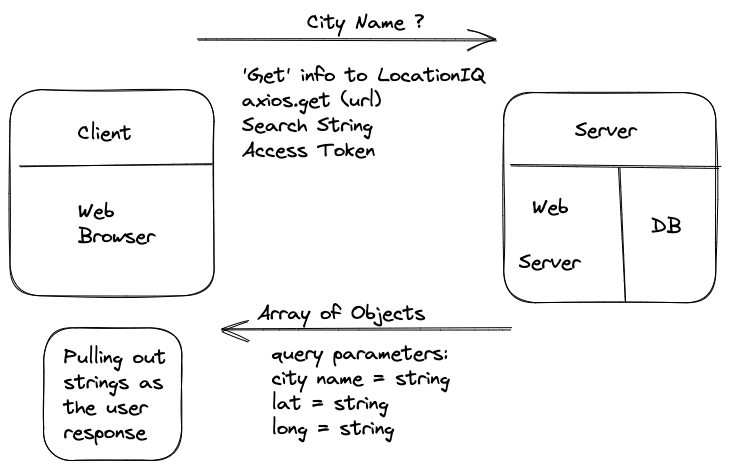 City Name ?
'Get' info to LocationIQ
axios.get (url)
Search String
Access Token
Client
Web
Browser
Server
Web
Server
DB
Array of Objects
query parameters:
city name = string
lat = string
long = string
Pulling out
strings as
the user
response